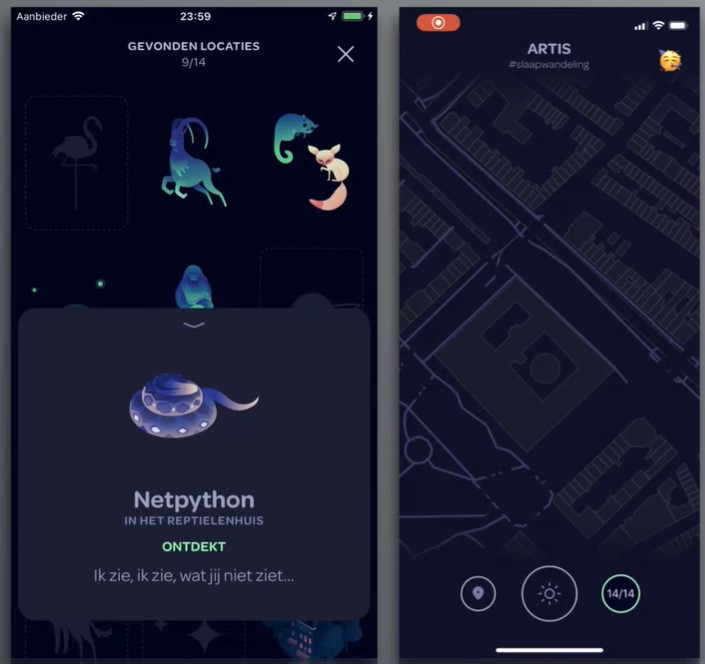 Aanbieder 23:59
GEVONDEN LOCATIES
9/14
Netpython
IN HET REPTIELENHUIS
ONTDEKT
Ik zie, ik zie, wat jij niet ziet...
ARTIS
#slaapwandeling
14/14